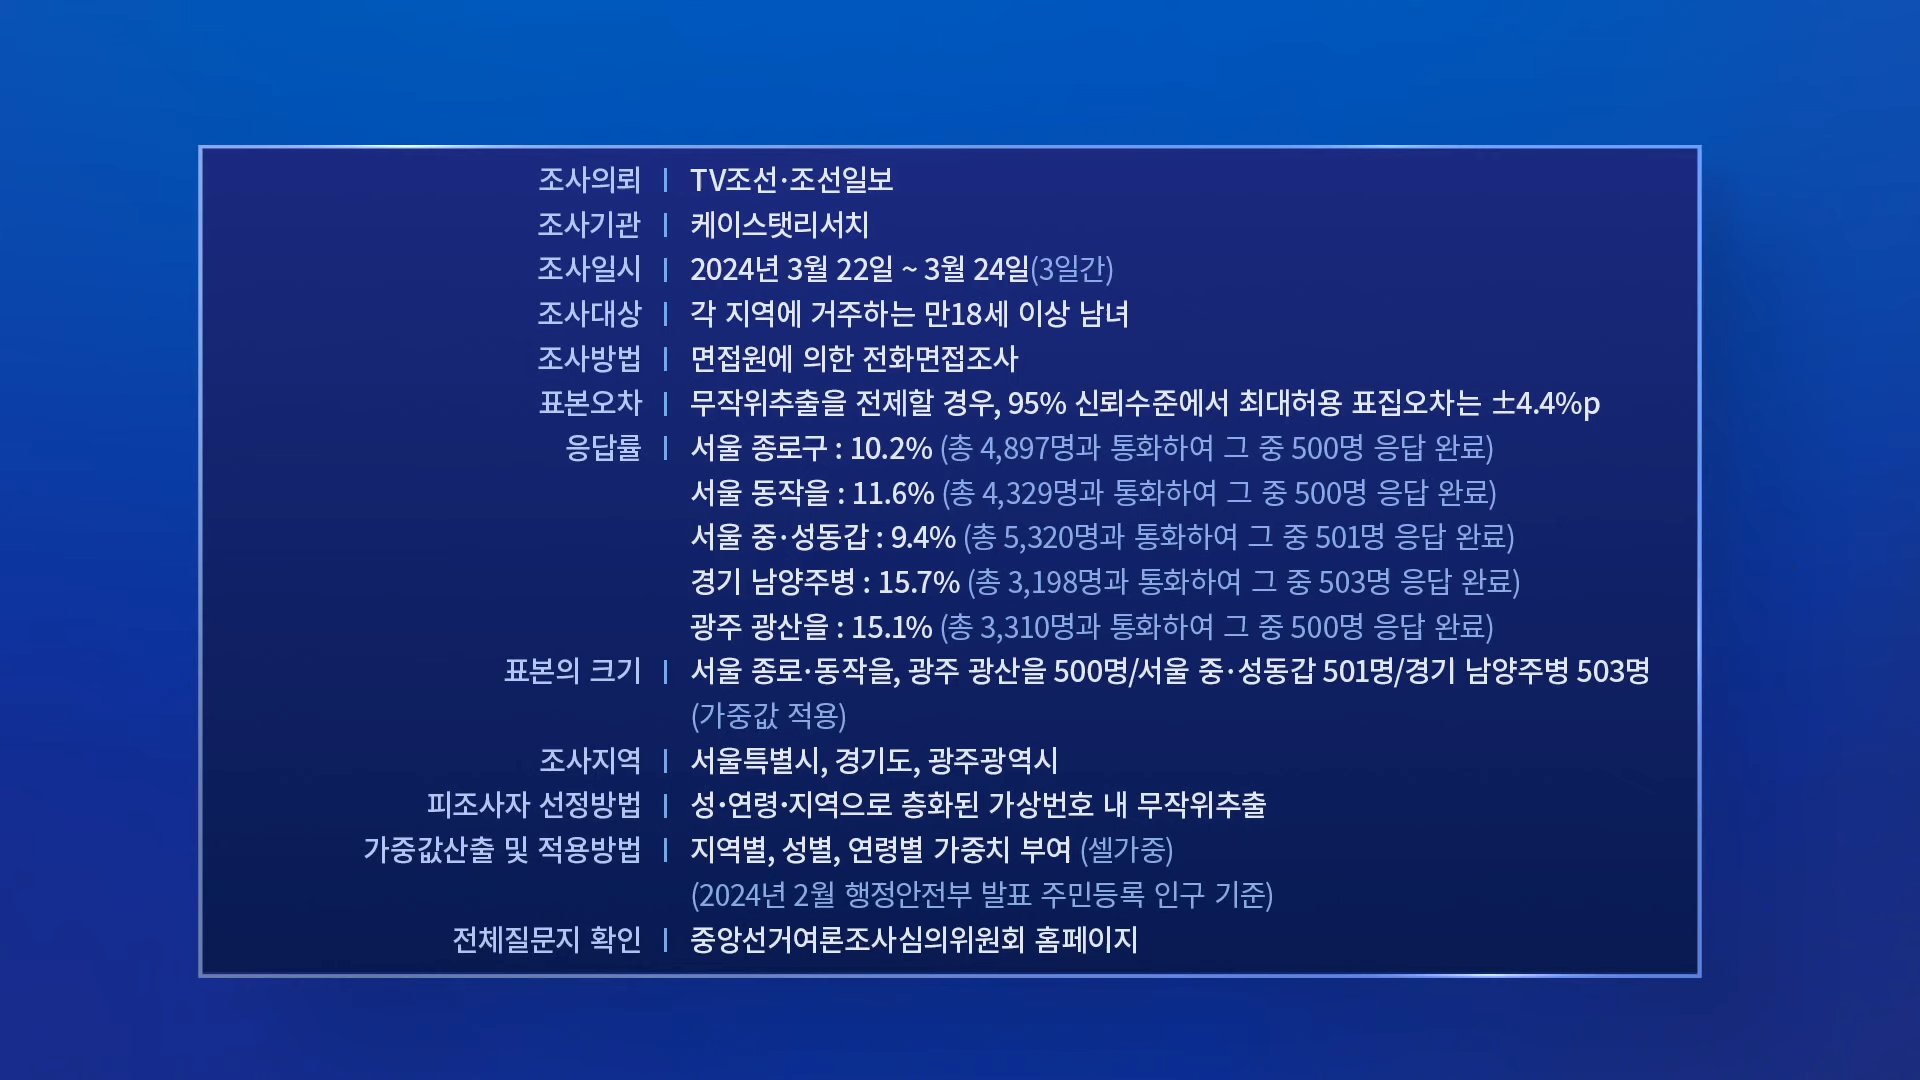 조사의뢰 | TV조선·조선일보
조사기관 | 케이스탯리서치
조사일시 | 2024년 3월 22일 ~ 3월 24일(3일간)
조사대상 | 각 지역에 거주하는 만18세 이상 남녀
조사방법 | 면접원에 의한 전화면접조사
표본오차 | 무작위추출을 전제할 경우, 95% 신뢰수준에서 최대허용 표집오차는 ±4.4%p
응답률 | 서울 종로구 : 10.2% (총 4,897명과 통화하여 그 중 500명 응답 완료)
서울 동작을 : 11.6% (총 4,329명과 통화하여 그 중 500명 응답 완료)
서울 중·성동갑 : 9.4% (총 5,320명과 통화하여 그 중 501명 응답 완료)
경기 남양주병 : 15.7% (총 3,198명과 통화하여 그 중 503명 응답 완료)
광주 광산을 : 15.1% (총 3,310명과 통화하여 그 중 500명 응답 완료)
표본의 크기 | 서울 종로·동작을, 광주 광산을 500명/서울 중·성동갑 501명/경기 남양주병 503명
(가중값 적용)
조사지역 | 서울특별시, 경기도, 광주광역시
피조사자 선정방법 | 성·연령·지역으로 층화된 가상번호 내 무작위추출
가중값산출 및 적용방법 | 지역별, 성별, 연령별 가중치 부여 (셀가중)
(2024년 2월 행정안전부 발표 주민등록 인구 기준)
전체질문지 확인 | 중앙선거여론조사심의위원회 홈페이지